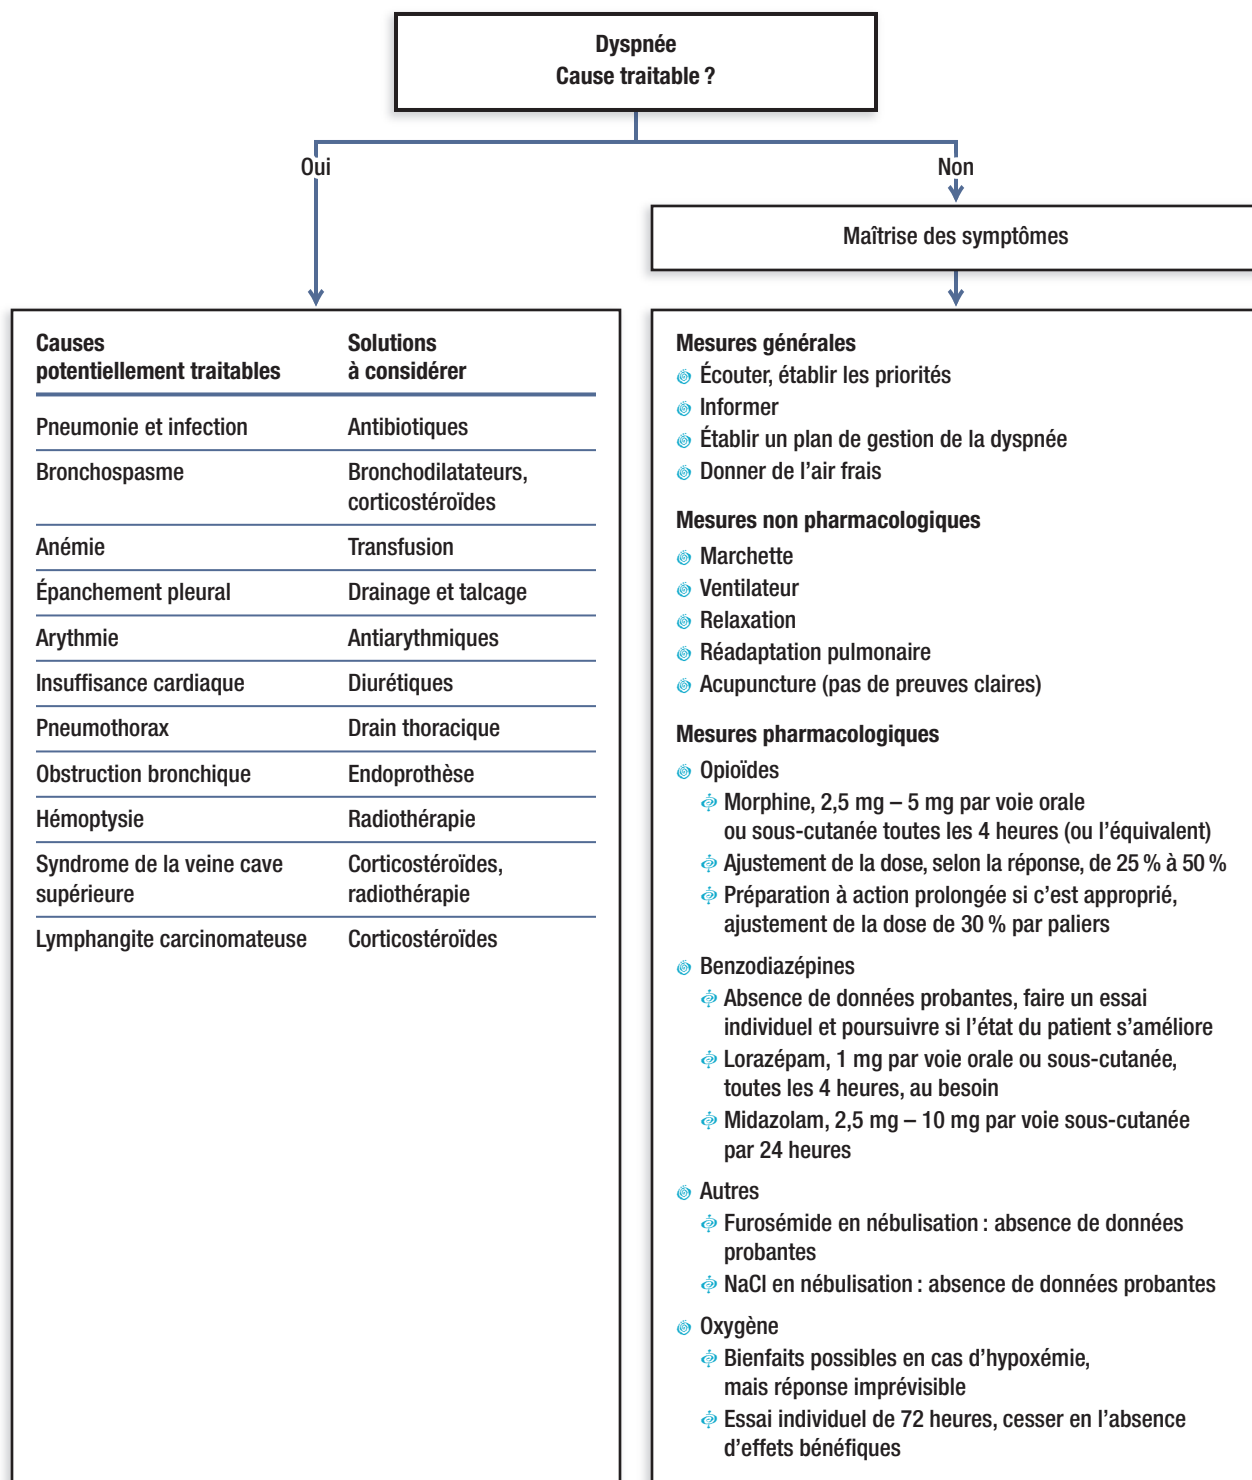 Dyspnée
Cause traitable ?
Oui
Non
Maîtrise des symptômes
Causes
potentiellement traitables
Solutions
à considérer
Pneumonie et infection
Antibiotiques
Bronchospasme
Bronchodilatateurs,
corticostéroïdes
Anémie
Transfusion
Épanchement pleural
Drainage et talcage
Arythmie
Antiarythmiques
Insuffisance cardiaque
Diurétiques
Pneumothorax
Drain thoracique
Obstruction bronchique
Endoprothèse
Hémoptysie
Radiothérapie
Syndrome de la veine cave
supérieure
Corticostéroïdes,
radiothérapie
Lymphangite carcinomateuse
Corticostéroïdes
Mesures générales
Écouter, établir les priorités
Informer
Établir un plan de gestion de la dyspnée
Donner de l’air frais
Mesures non pharmacologiques
Marchette
Ventilateur
Relaxation
Réadaptation pulmonaire
Acupuncture (pas de preuves claires)
Mesures pharmacologiques
Opioïdes
Morphine, 2,5 mg – 5 mg par voie orale
ou sous-cutanée toutes les 4 heures (ou l’équivalent)
Ajustement de la dose, selon la réponse, de 25 % à 50 %
Préparation à action prolongée si c’est approprié,
ajustement de la dose de 30 % par paliers
Benzodiazépines
Absence de données probantes, faire un essai
individuel et poursuivre si l’état du patient s’améliore
Lorazépam, 1 mg par voie orale ou sous-cutanée,
toutes les 4 heures, au besoin
Midazolam, 2,5 mg – 10 mg par voie sous-cutanée
par 24 heures
Autres
Furosémide en nébulisation : absence de données
probantes
NaCl en nébulisation : absence de données probantes
Oxygène
Bienfaits possibles en cas d’hypoxémie,
mais réponse imprévisible
Essai individuel de 72 heures, cesser en l’absence
d’effets bénéfiques